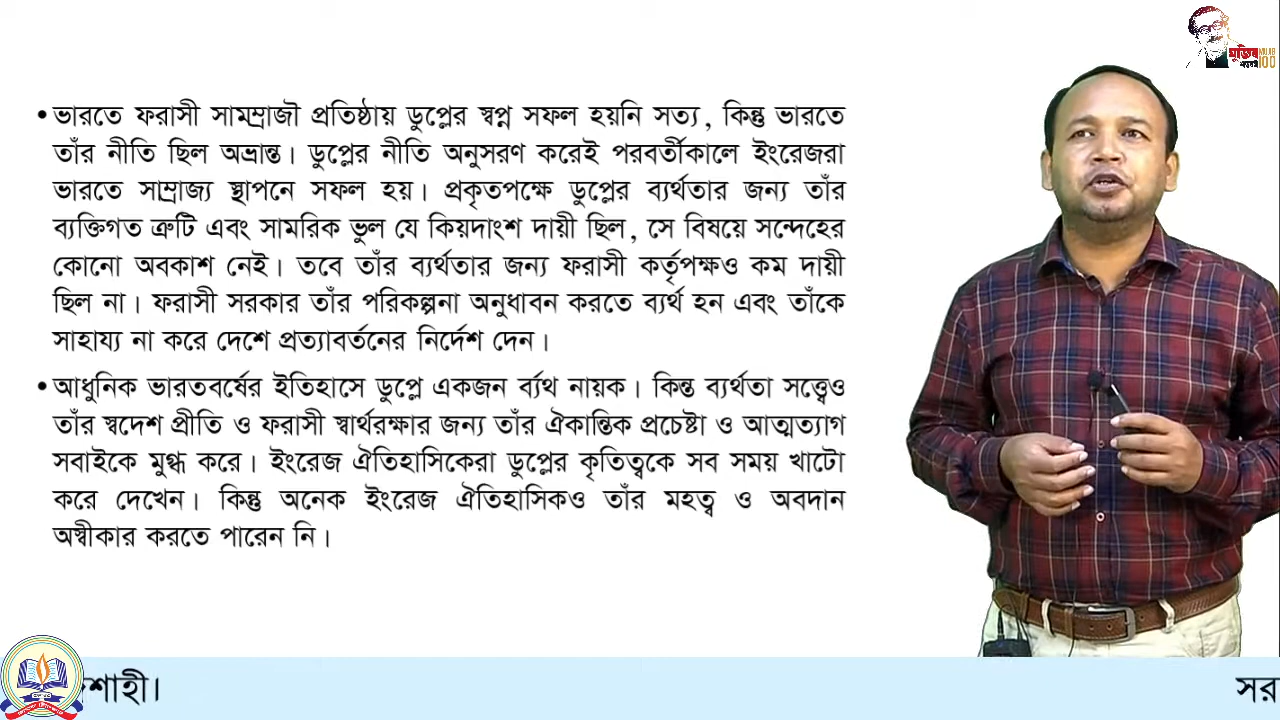 • ভারতে ফরাসী সামম্রাজৗ প্রতিষ্ঠায় ডুপ্লের স্বপ্ন সফল হয়নি সত্য, কিন্তু ভারতে
তাঁর নীতি ছিল অভ্রান্ত। ডুপ্লের নীতি অনুসরণ করেই পরবর্তীকালে ইংরেজরা
ভারতে সাম্রাজ্য স্থাপনে সফল হয়। প্রকৃতপক্ষে ডুপ্লের ব্যর্থতার জন্য তাঁর
ব্যক্তিগত ত্রুটি এবং সামরিক ভুল যে কিয়দাংশ দায়ী ছিল, সে বিষয়ে সন্দেহের
কোনো অবকাশ নেই। তবে তাঁর ব্যর্থতার জন্য ফরাসী কর্তৃপক্ষও কম দায়ী
ছিল না। ফরাসী সরকার তাঁর পরিকল্পনা অনুধাবন করতে ব্যর্থ হন এবং তাঁকে
সাহায্য না করে দেশে প্রত্যাবর্তনের নির্দেশ দেন।
• আধুনিক ভারতবর্ষের ইতিহাসে ডুপ্লে একজন ব্র্যথ নায়ক। কিন্ত ব্যর্থতা সত্ত্বেও
তাঁর স্বদেশ প্রীতি ও ফরাসী স্বার্থরক্ষার জন্য তাঁর ঐকান্তিক প্রচেষ্টা ও আত্মত্যাগ
সবাইকে মুগ্ধ করে। ইংরেজ ঐতিহাসিকেরা ডুপ্লের কৃতিত্বকে সব সময় খাটো
করে দেখেন। কিন্তু অনেক ইংরেজ ঐতিহাসিকও তাঁর মহত্ব ও অবদান
অস্বীকার করতে পারেন নি।
মুজিব
100
শাহী।
সর